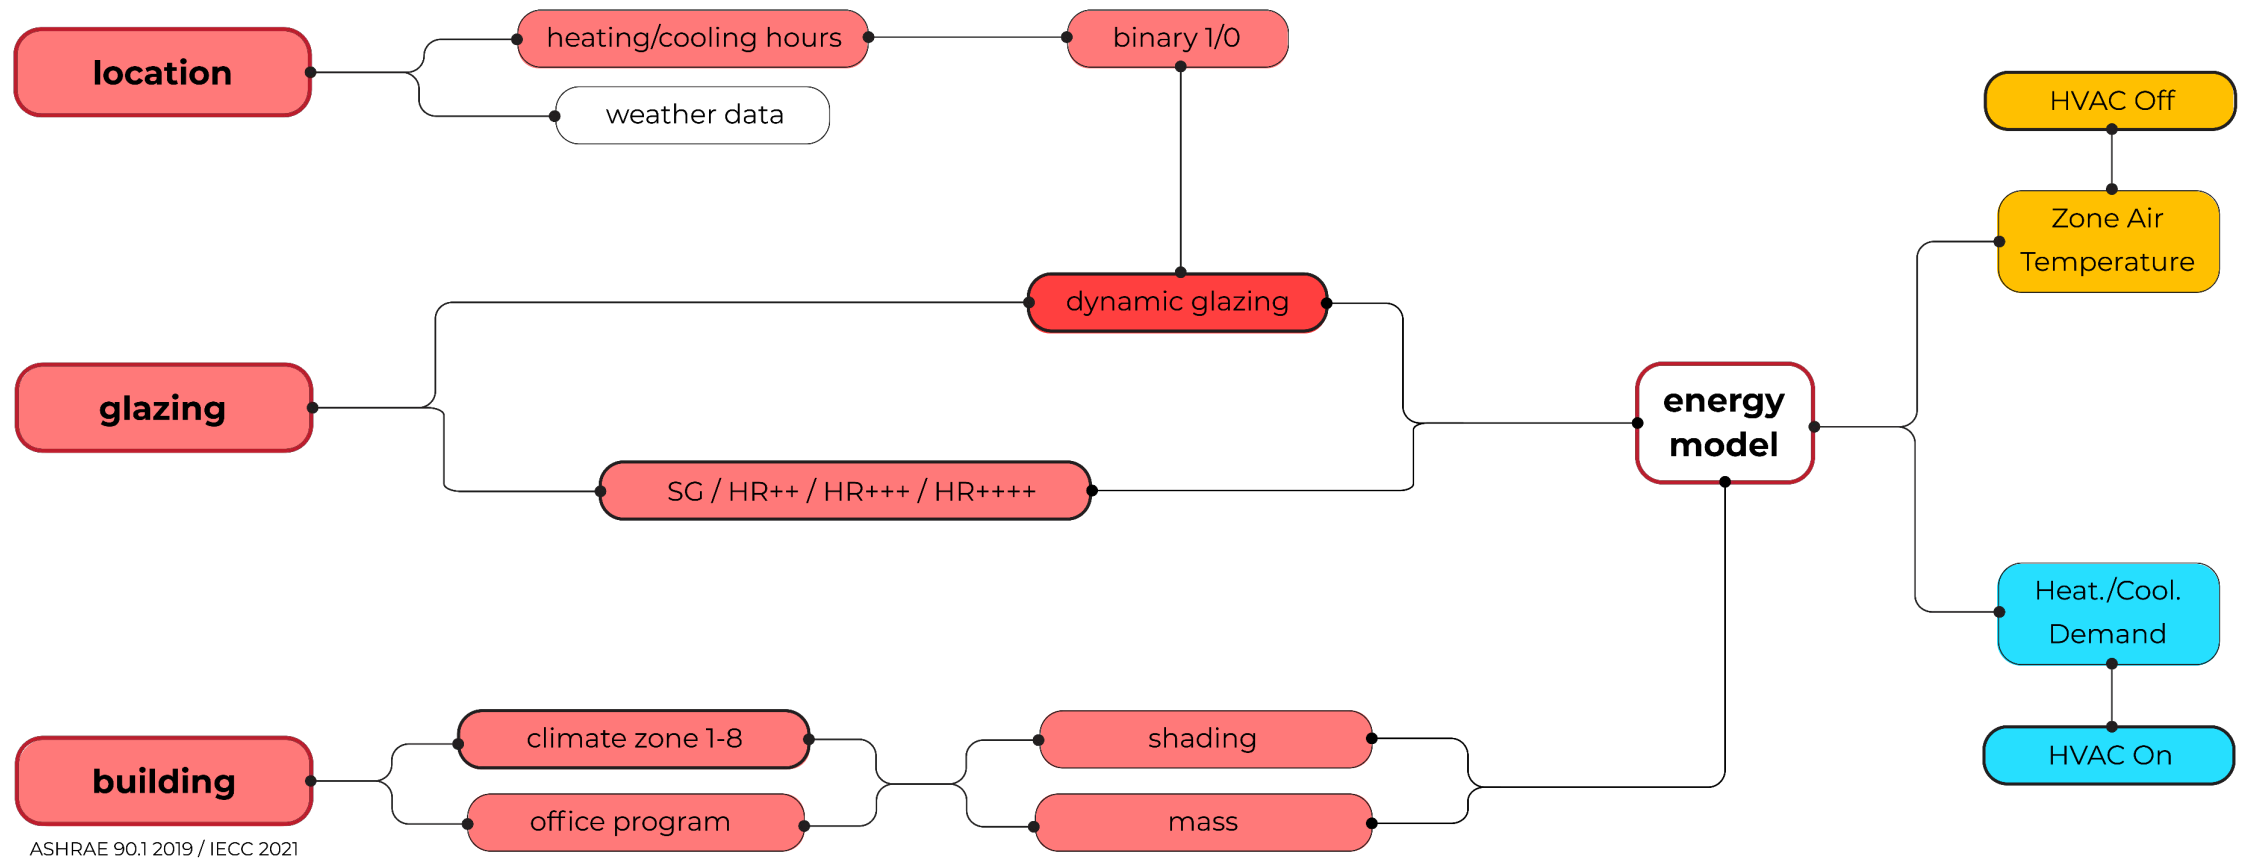 location
heating/cooling hours
binary 1/0
weather data
HVAC Off
Zone Air
Temperature
dynamic glazing
glazing
energy
model
SG / HR++ / HR+++ / HR++++
Heat./Cool.
Demand
building
climate zone 1-8
shading
HVAC On
office program
mass
ASHRAE 90.1 2019 / IECC 2021